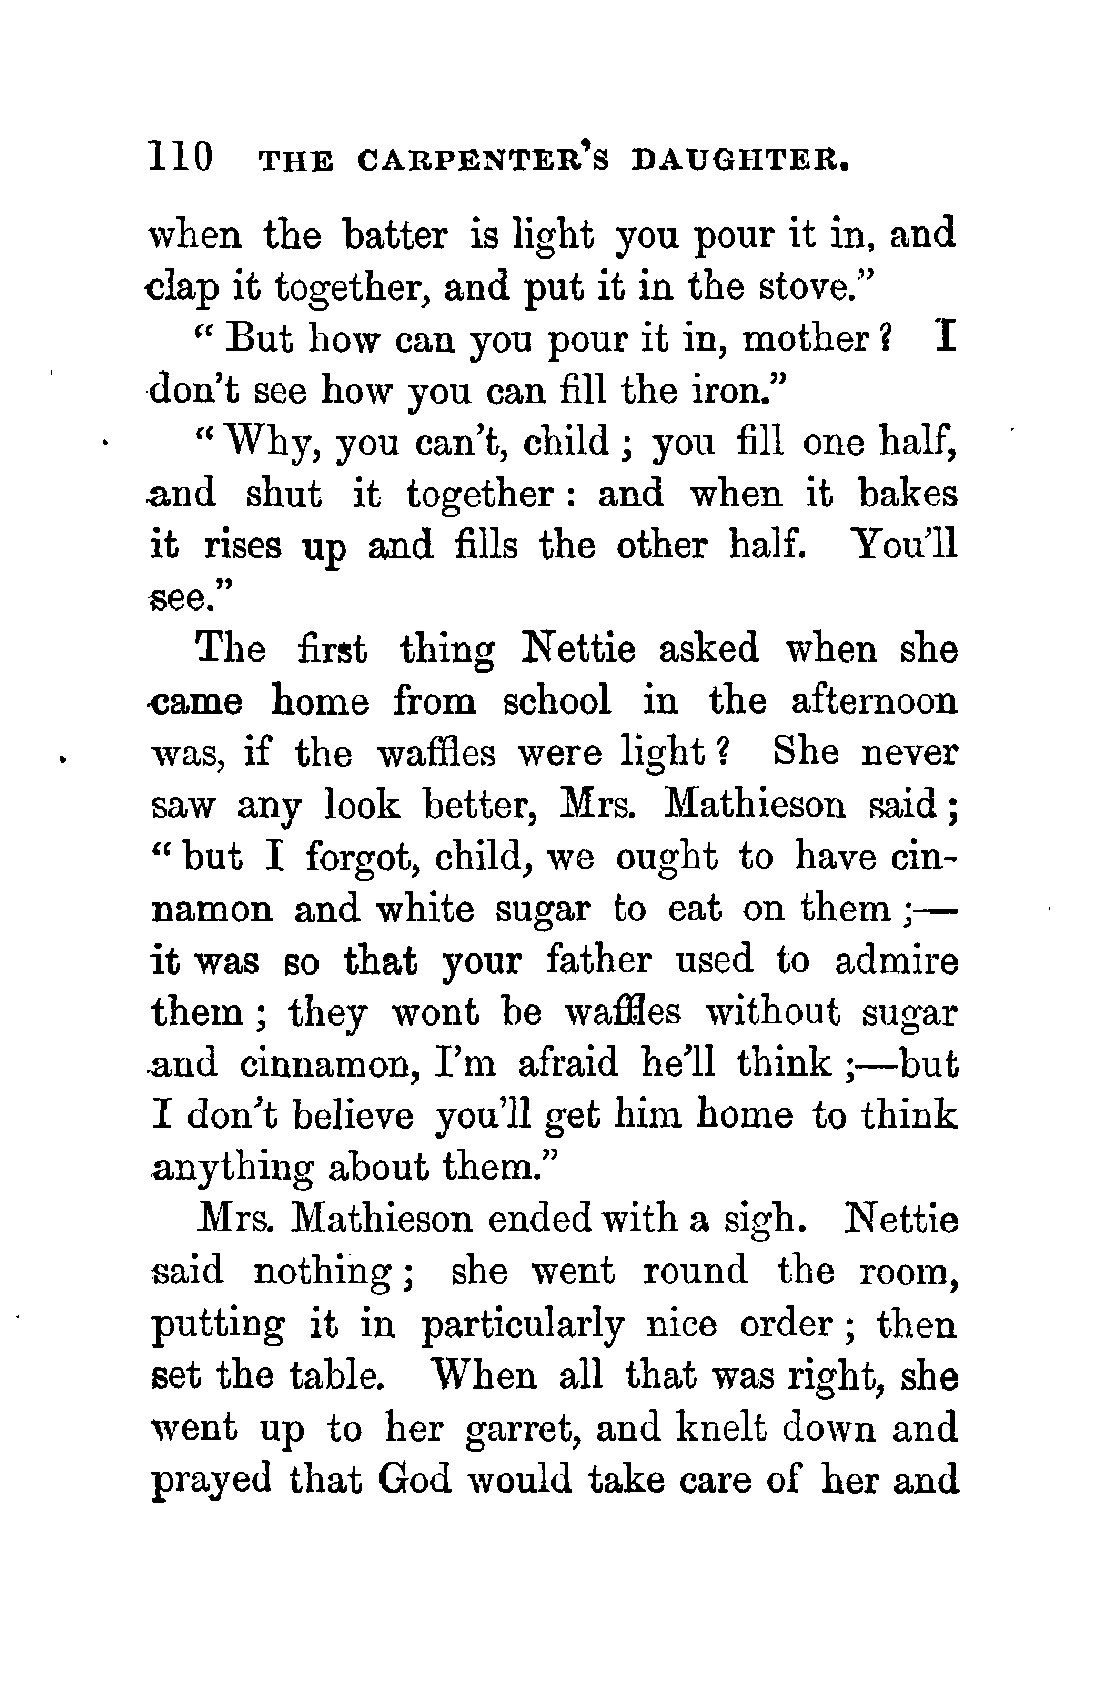 110 THE CARPENTER'S DAUGHTER.
when the batter is light you pour it in, and
clap it together, and put it in the stove."
"But how can you pour it in, mother? I
don't see how you can fill the iron."
"Why, you can't, child; you fill one half,
and shut it together: and when it bakes
it rises up and fills the other half. You'll
see."
The first thing Nettie asked when she
came home from school in the afternoon
was, if the waffles were light? She never
saw any look better, Mrs. Mathieson said;
"but I forgot, child, we ought to have cin-
namon and white sugar to eat on them;—
it was so that your father used to admire
them; they wont be waffles without sugar
and cinnamon, I'm afraid he'll think;—but
I don't believe you'll get him home to think
anything about them."
Mrs. Mathieson ended with a sigh. Nettie
said nothing; she went round the room,
putting it in particularly nice order; then
set the table. When all that was right, she
went up to her garret, and knelt down and
prayed that God would take care of her and